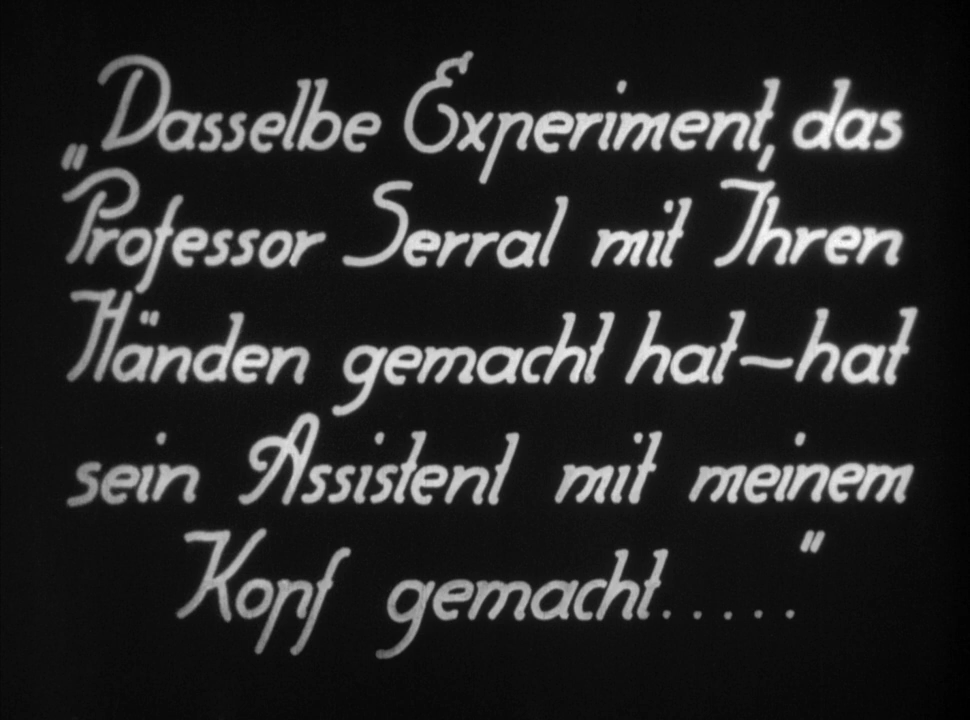 „Dasselbe Experiment, das
Professor Serral mit Ihren
Händen gemacht hat—hat
sein Assistent mit meinem
Kopf gemacht....."